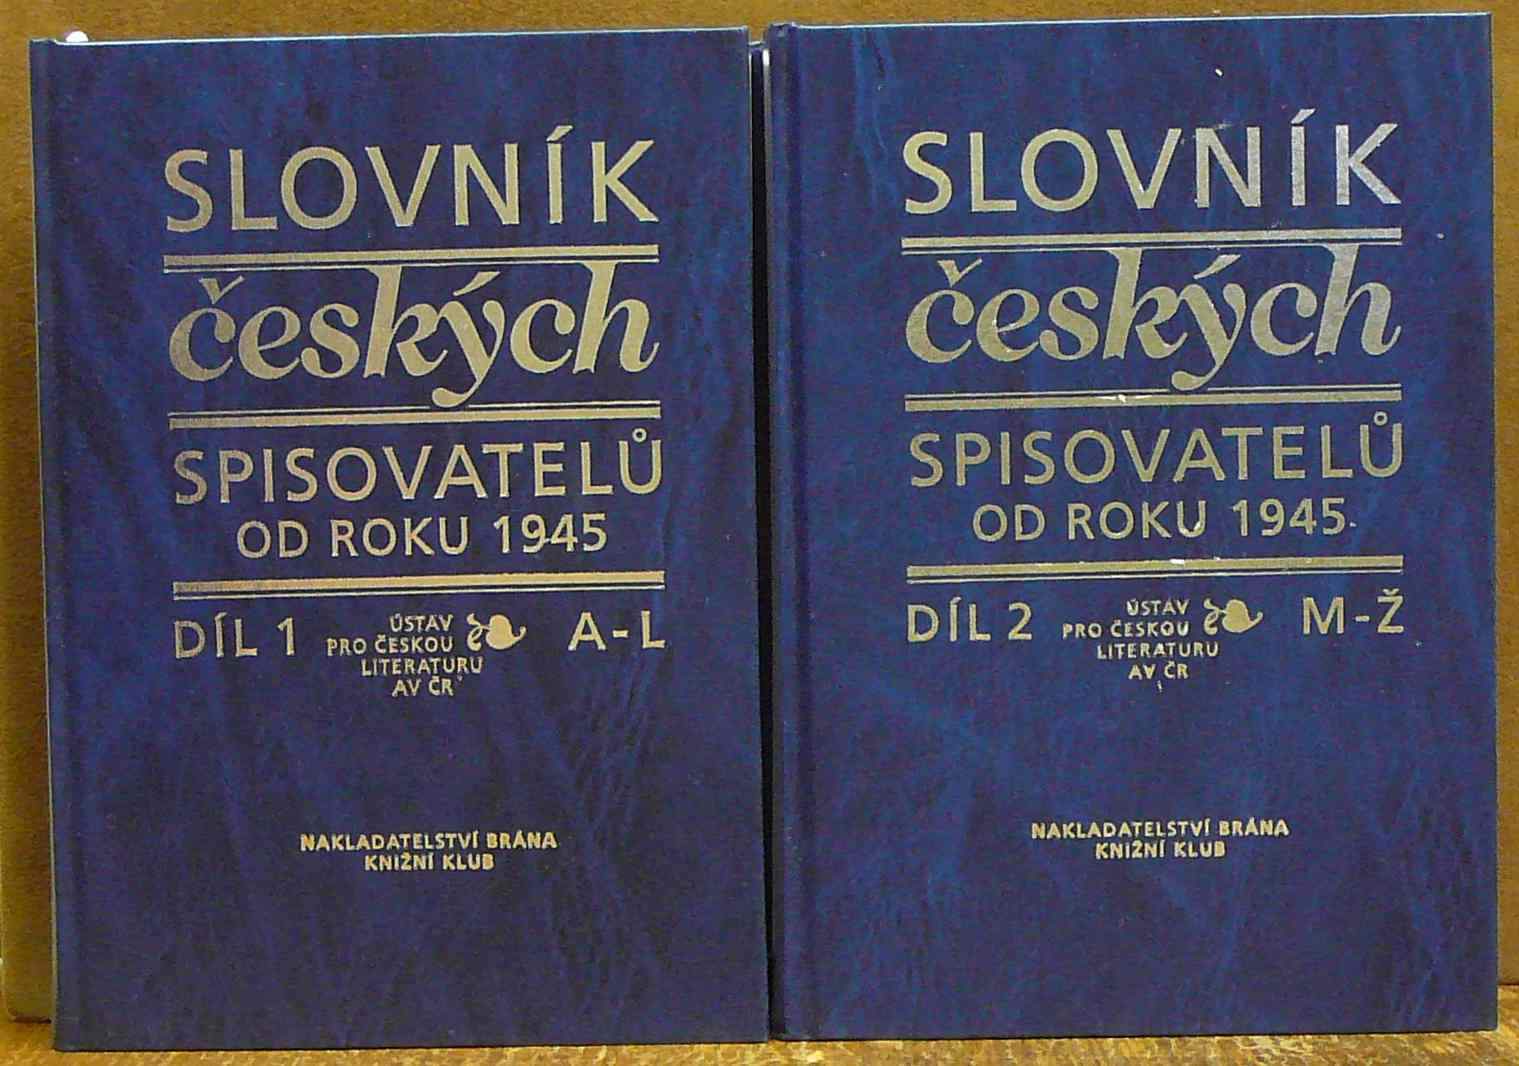 SLOVNÍK
českých
SPISOVATELŮ
OD ROKU 1945
DÍL 1
ÚSTAV
PRO ČESKOU
LITERATURU
AV ČR
A-L
NAKLADATELSTVÍ BRÁNA
KNIŽNÍ KLUB
SLOVNÍK
českých
SPISOVATELŮ
OD ROKU 1945
DÍL 2
ÚSTAV
PRO ČESKOU
LITERATURU
AV ČR
M-Ž
NAKLADATELSTVÍ BRÁNA
KNIŽNÍ KLUB